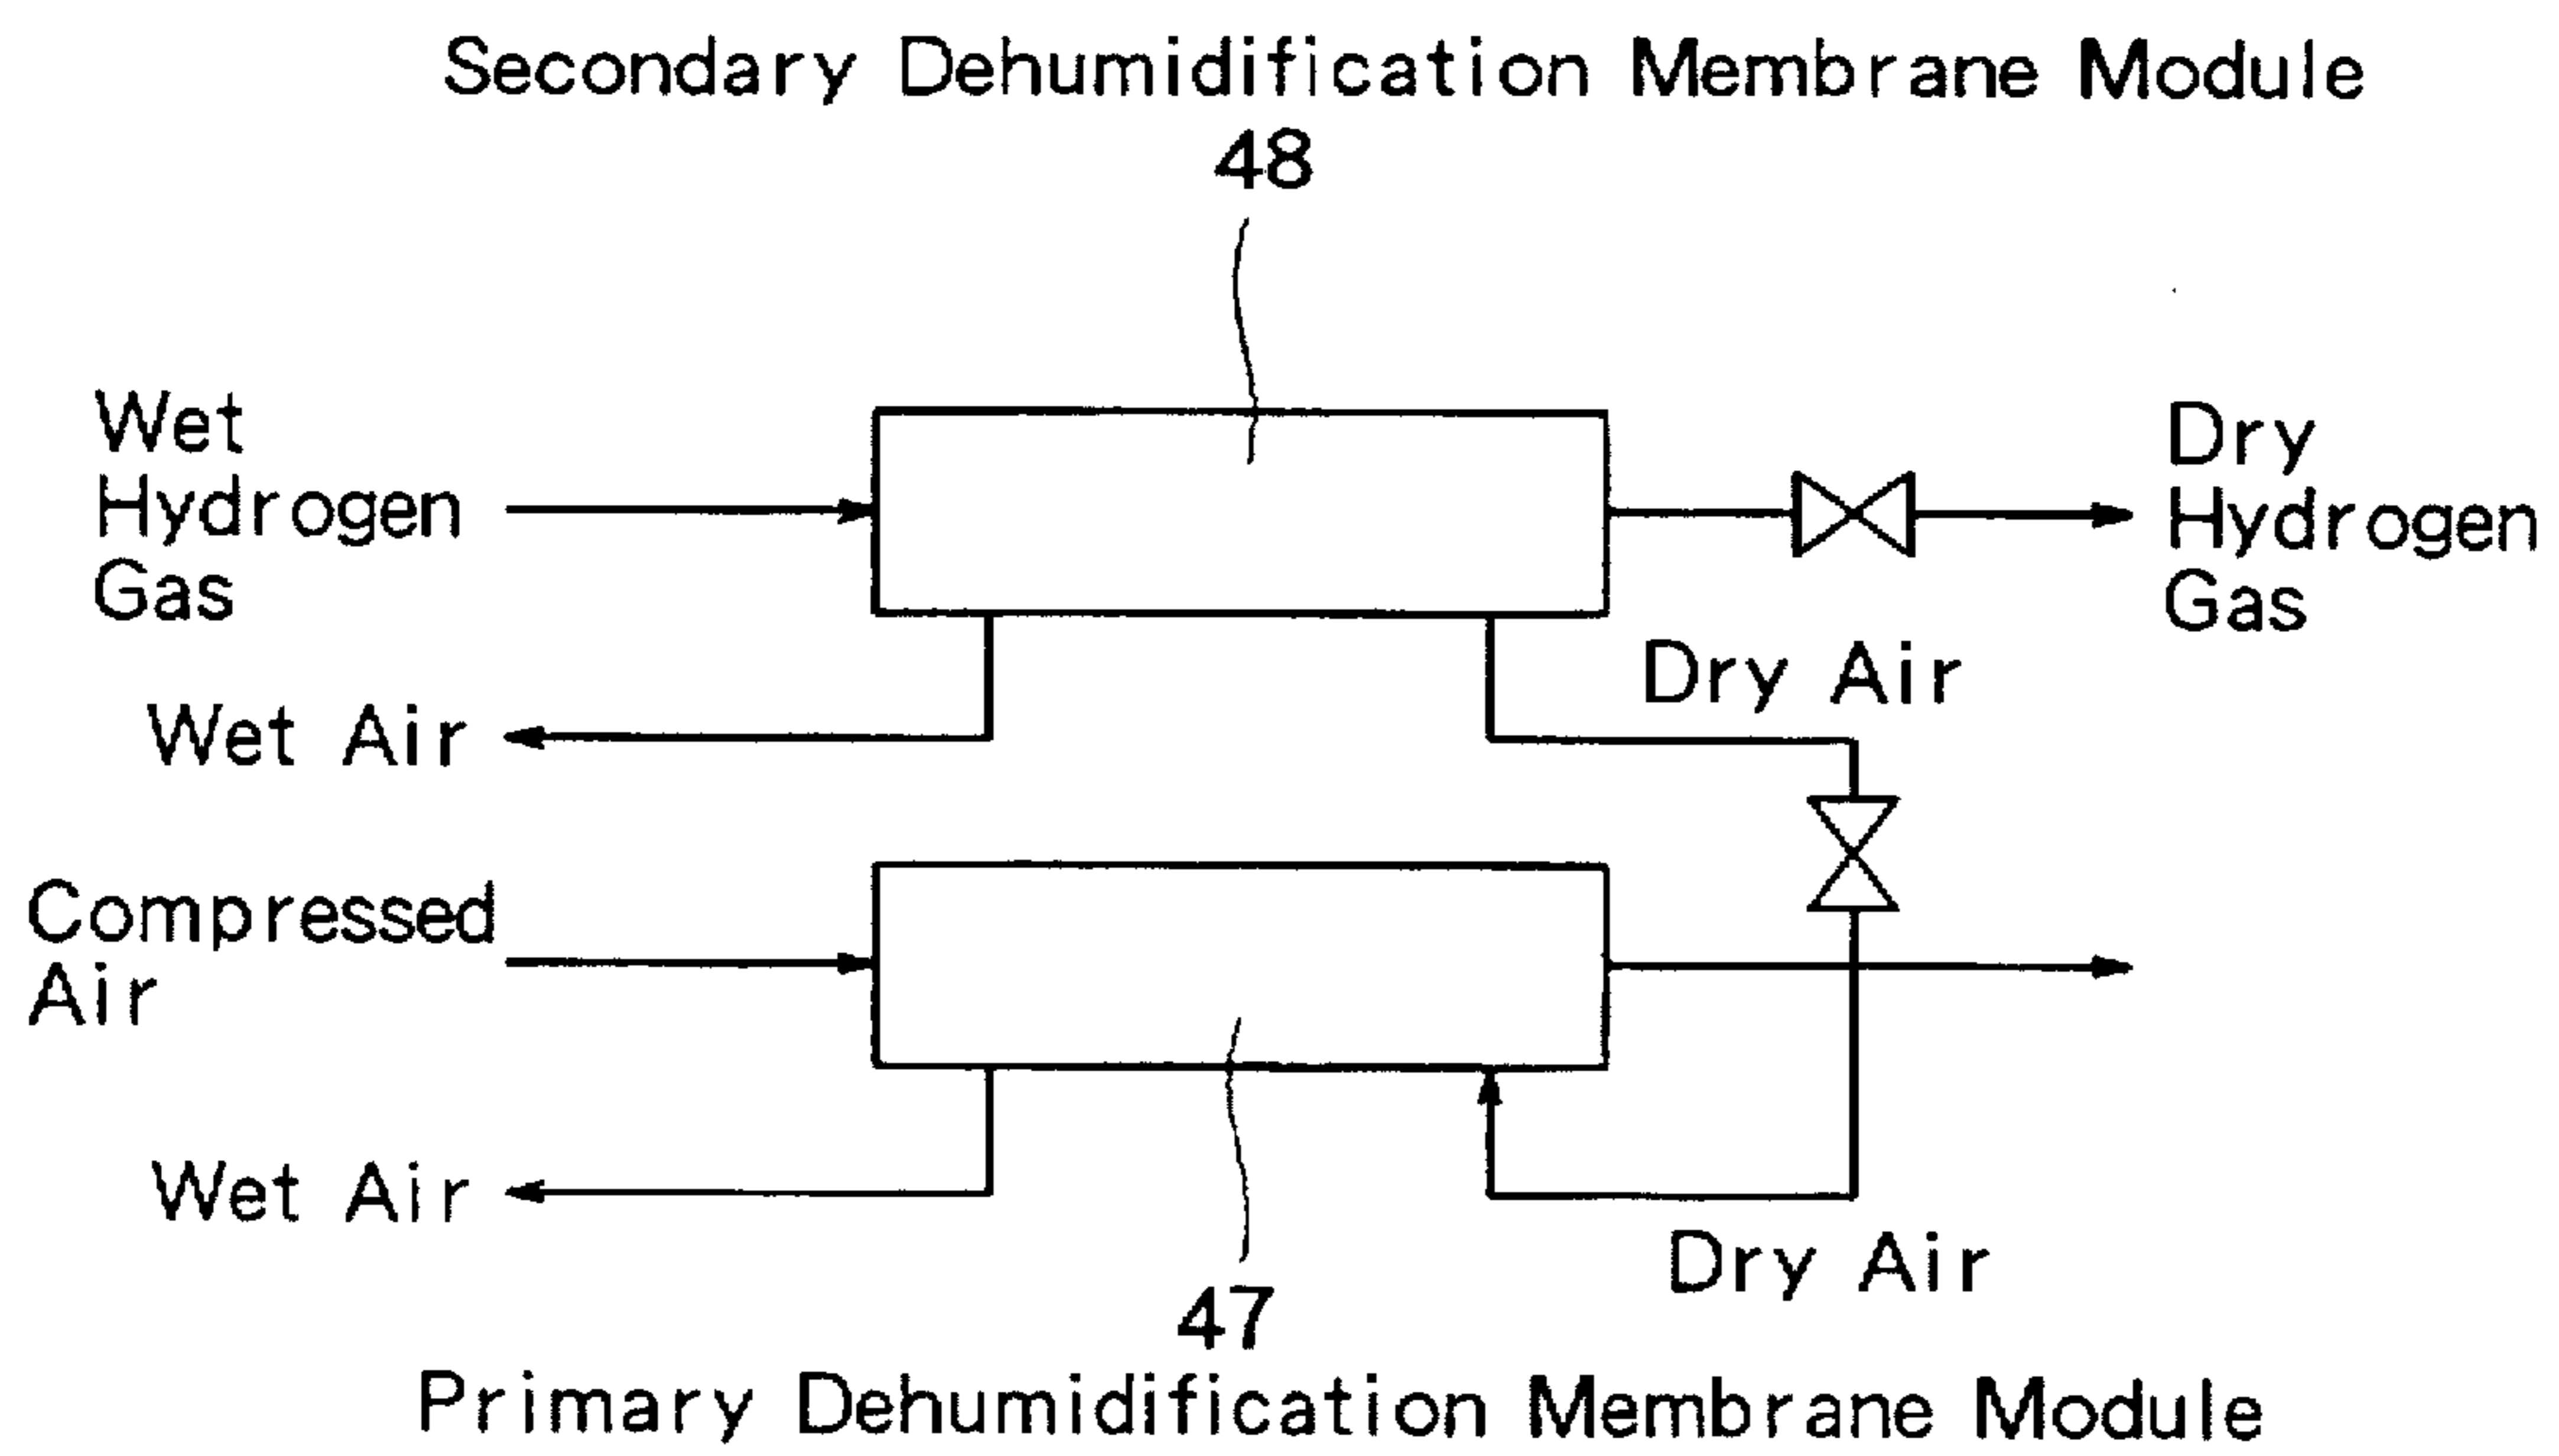 Secondary Dehumidification Membrane Module
48
Wet
Hydrogen
Gas
Dry
Hydrogen
Gas
Dry Air
Wet Air
Compressed
Air
Wet Air
Dry Air
47
Primary Dehumidification Membrane Module